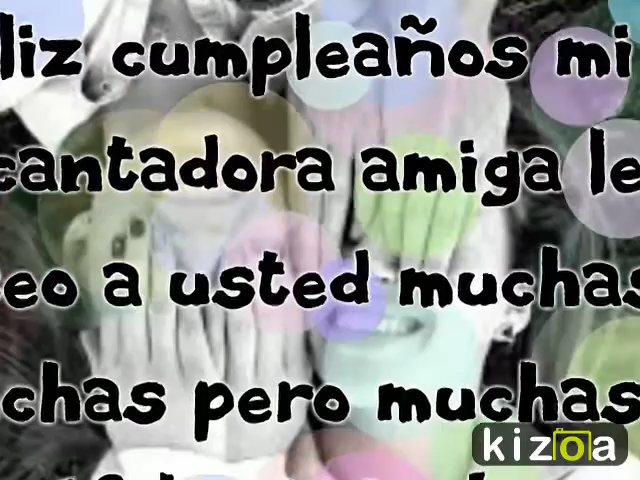 liz cumpleaños mi
cantadora amiga le
eo a usted muchas
chas pero muchas
kizoa